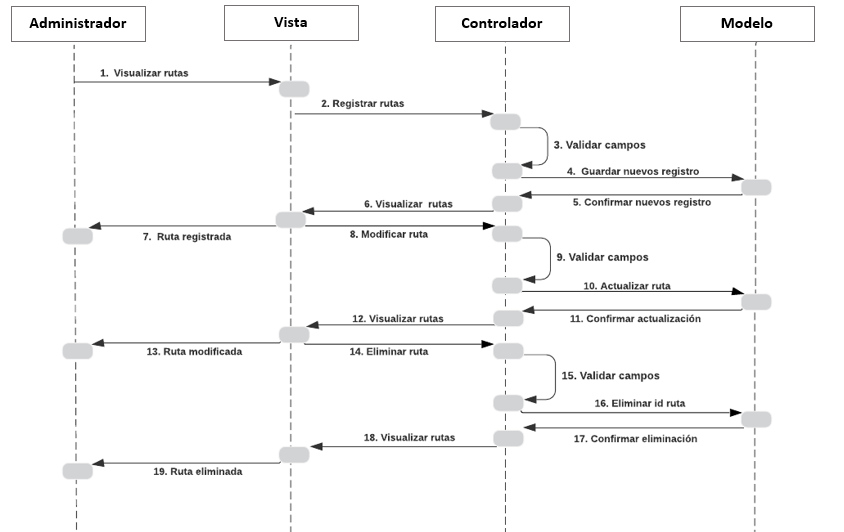 Administrador
Vista
Controlador
Modelo
1. Visualizar rutas
2. Registrar rutas
3. Validar campos
4. Guardar nuevos registro
5. Confirmar nuevos registro
6. Visualizar rutas
7. Ruta registrada
8. Modificar ruta
9. Validar campos
10. Actualizar ruta
11. Confirmar actualización
12. Visualizar rutas
13. Ruta modificada
14. Eliminar ruta
15. Validar campos
16. Eliminar id ruta
17. Confirmar eliminación
18. Visualizar rutas
19. Ruta eliminada